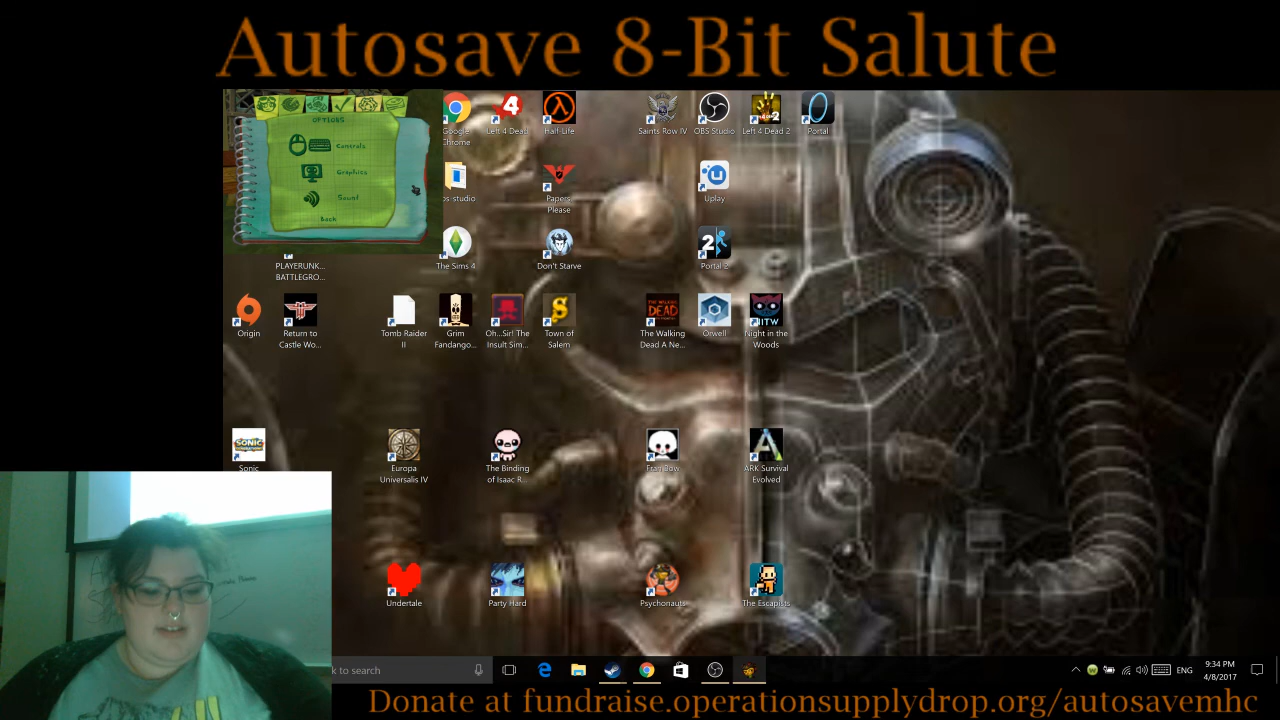 Autosave 8-Bit Salute
OPTIONS
Controls
Graphics
Sound
Back
Google Chrome
Left 4 Dead
Half-Life
Saints Row IV
OBS Studio
Left 4 Dead 2
Portal
Papers, Please
Uplay
PLAYERUNK...
BATTLEGRO...
The Sims 4
Don't Starve
Portal 2
Origin
Return to
Castle Wo...
Tomb Raider
II
Grim
Fandango...
Oh...Sir! The
Insult Sim...
Town of
Salem
The Walking
Dead A Ne...
Orwell
Night in the
Woods
Sonic
Europa
Universalis IV
The Binding
of Isaac R...
Fran Bow
ARK Survival
Evolved
Undertale
Party Hard
Psychonauts
The Escapists
k to search
ENG
9:34 PM
4/8/2017
Donate at fundraise.operationsupplydrop.org/autosavemhc